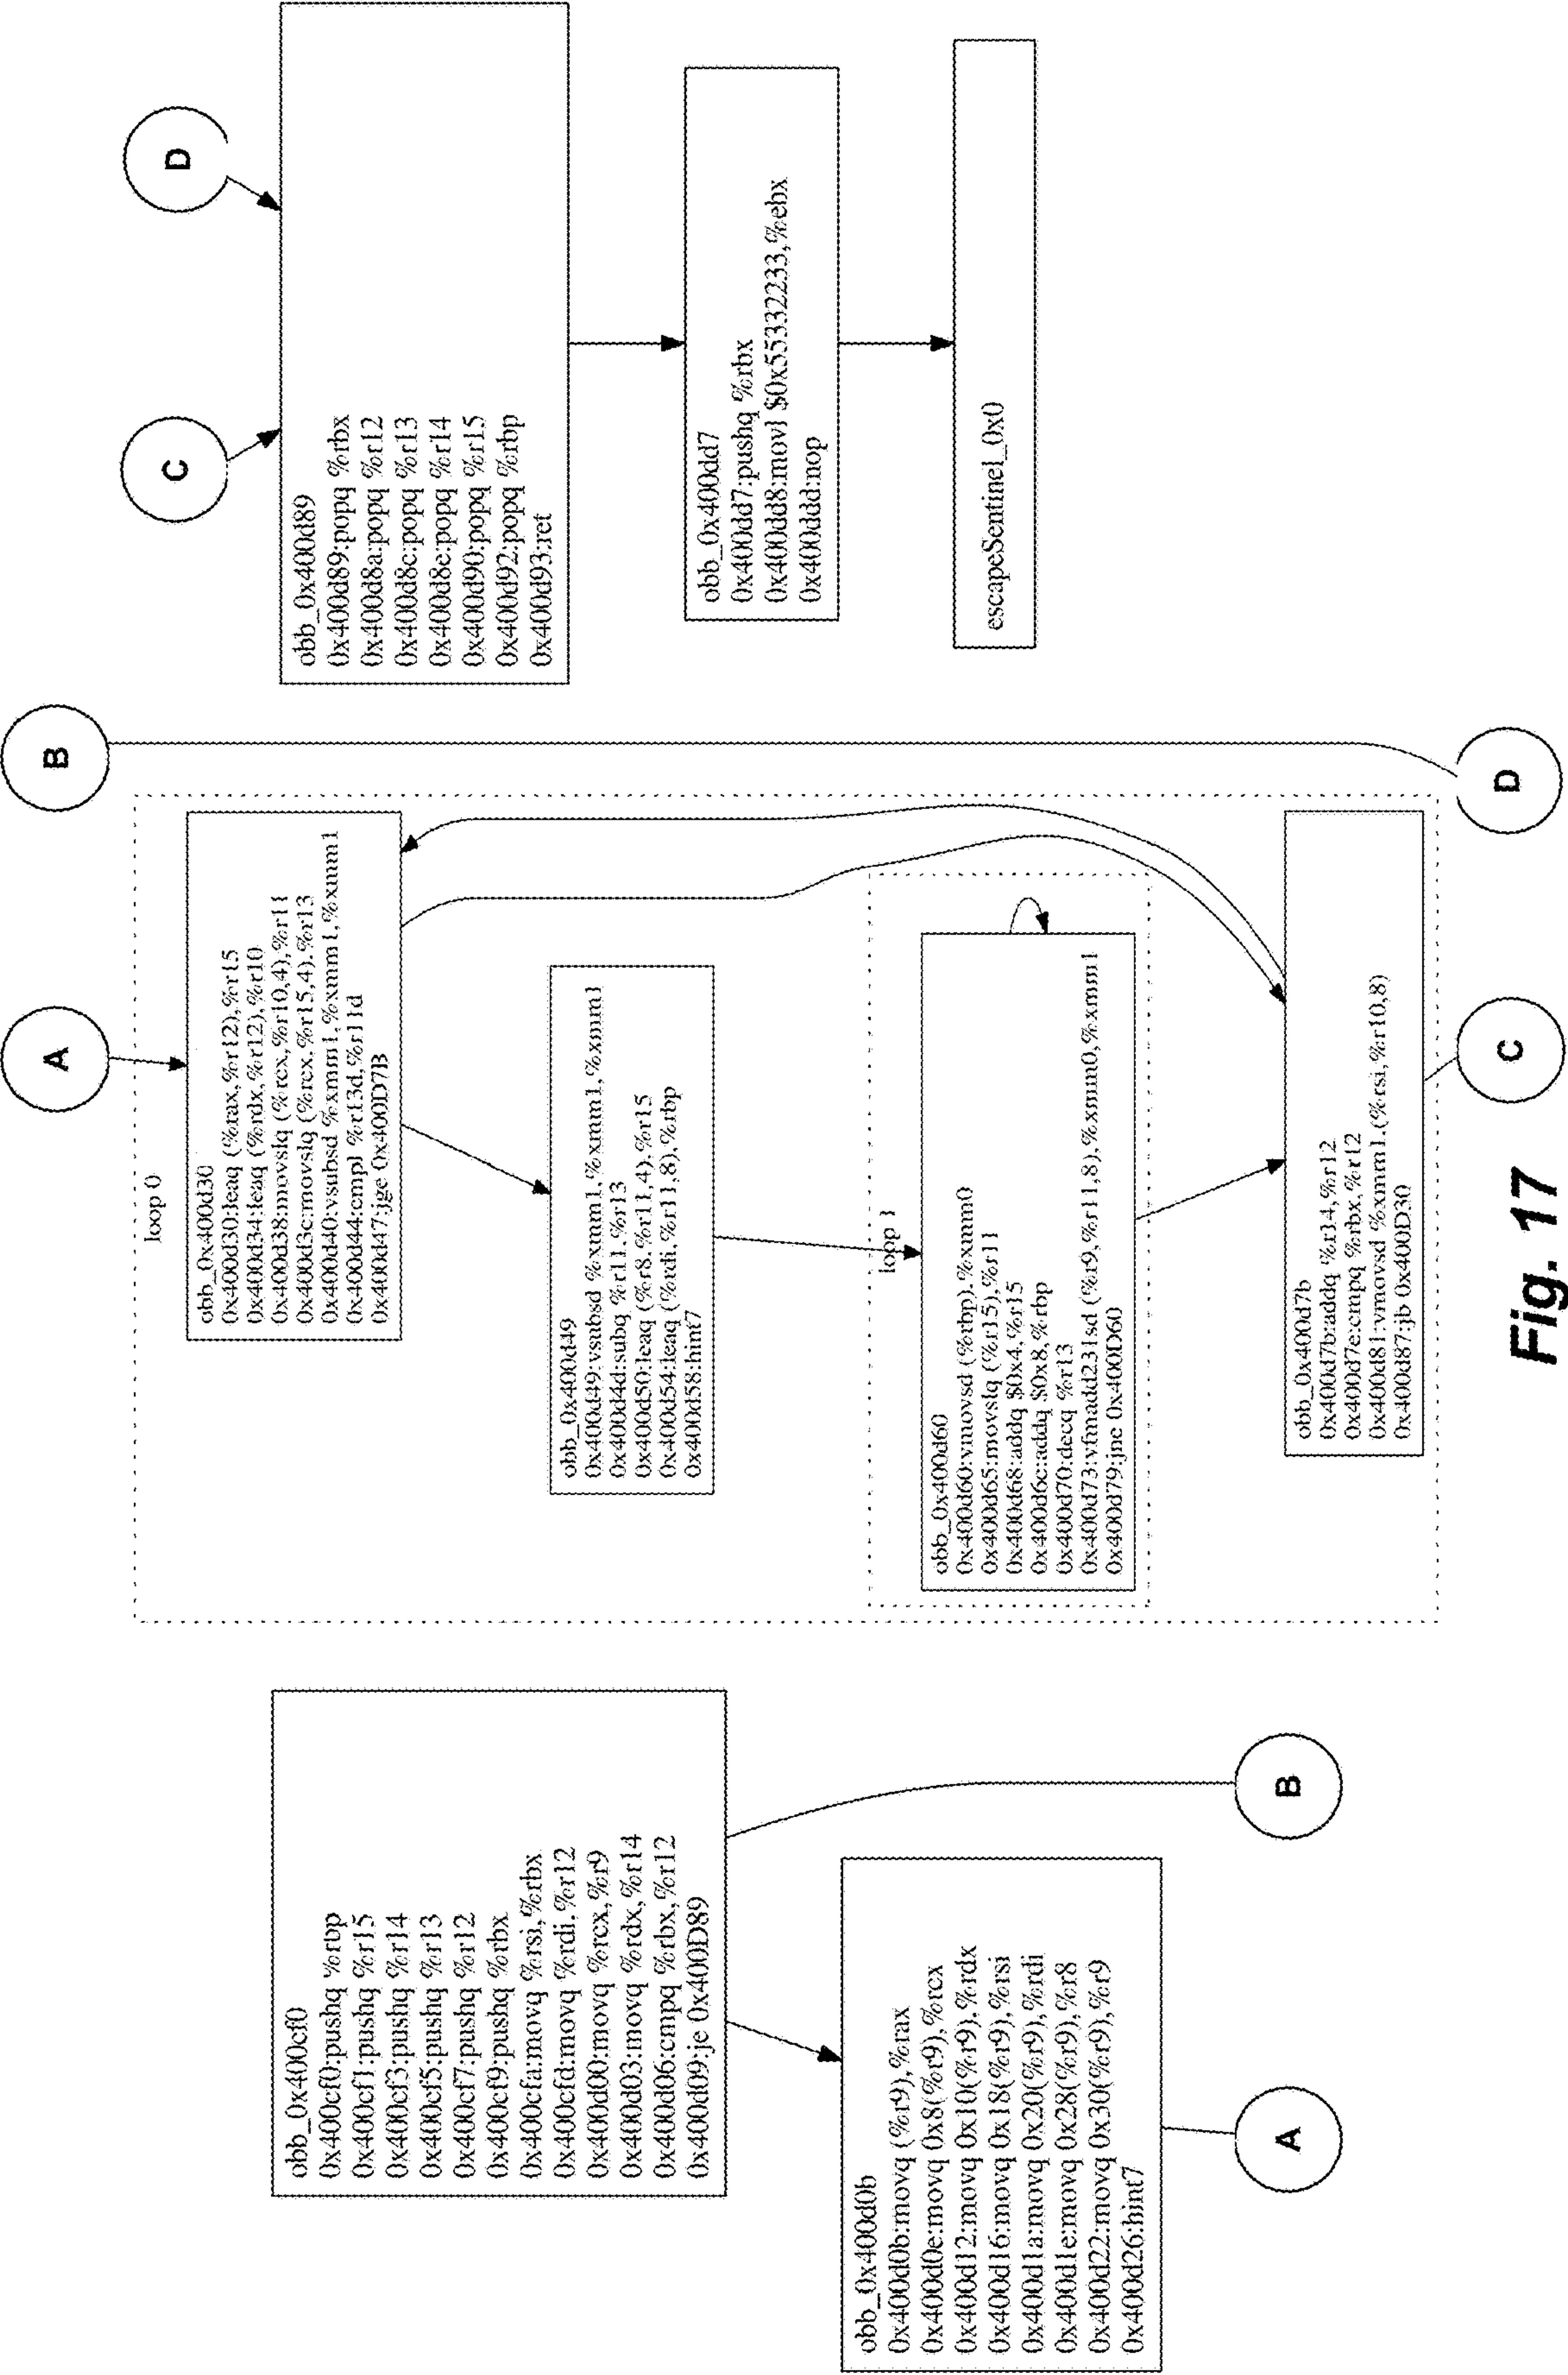 obb_0x400cf0
0x400cf0:pushq %rbp
0x400cf1:pushq %r15
0x400cf3:pushq %r14
0x400cf5:pushq %r13
0x400cf7:pushq %r12
0x400cf9:pushq %rbx
0x400cfa:movq %rsi,%rbx
0x400cfd:movq %rdi,%r12
0x400d00:movq %rcx,%r9
0x400d03:movq %rdx,%r14
0x400d06:cmpq %rbx,%r12
0x400d09:je 0x400D89
obb_0x400d0b
0x400d0b:movq (%r9),%rax
0x400d0e:movq 0x8(%r9),%rcx
0x400d12:movq 0x10(%r9),%rdx
0x400d16:movq 0x18(%r9),%rsi
0x400d1a:movq 0x20(%r9),%rdi
0x400d1e:movq 0x28(%r9),%r8
0x400d22:movq 0x30(%r9),%r9
0x400d26:hint7
A
B
A
B
loop 0
obb_0x400d30
0x400d30:leaq (%rax,%r12),%r15
0x400d34:leaq (%rdx,%r12),%r10
0x400d38:movslq (%rcx,%r10,4),%r11
0x400d3c:movslq (%rcx,%r15,4),%r13
0x400d40:vsubsd %xmm1,%xmm1,%xmm1
0x400d44:cmpl %r13d,%r11d
0x400d47:jge 0x400D7B
obb_0x400d49
0x400d49:vsubsd %xmm1,%xmm1,%xmm1
0x400d4d:subq %r11,%r13
0x400d50:leaq (%r8,%r11,4),%r15
0x400d54:leaq (%rdi,%r11,8),%rbp
0x400d58:hint7
loop 1
obb_0x400d60
0x400d60:vmovsd (%rbp),%xmm0
0x400d65:movslq (%r15),%r11
0x400d68:addq $0x4,%r15
0x400d6c:addq $0x8,%rbp
0x400d70:decq %r13
0x400d73:vfmadd231sd (%r9,%r11,8),%xmm0,%xmm1
0x400d79:jne 0x400D60
obb_0x400d7b
0x400d7b:addq %r14,%r12
0x400d7e:cmpq %rbx,%r12
0x400d81:vmovsd %xmm1,(%rsi,%r10,8)
0x400d87:jb 0x400D30
C
D
C
D
obb_0x400d89
0x400d89:popq %rbx
0x400d8a:popq %r12
0x400d8c:popq %r13
0x400d8e:popq %r14
0x400d90:popq %r15
0x400d92:popq %rbp
0x400d93:ret
obb_0x400dd7
0x400dd7:pushq %rbx
0x400dd8:movl $0x55332233,%ebx
0x400ddd:nop
escapeSentinel_0x0
Fig. 17